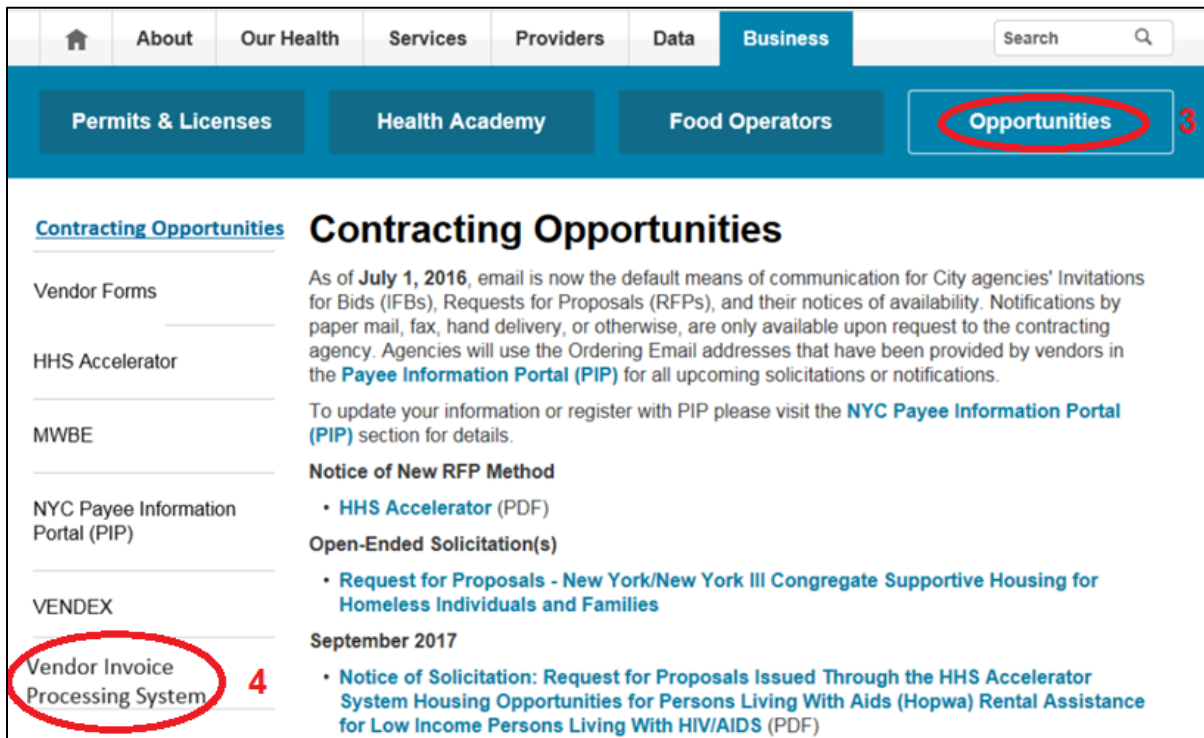 About Our Health Services Providers Data Business Search
Permits & Licenses Health Academy Food Operators Opportunities 3
Contracting Opportunities
Vendor Forms
HHS Accelerator
MWBE
NYC Payee Information
Portal (PIP)
VENDEX
Vendor Invoice
Processing System 4
Contracting Opportunities
As of July 1, 2016, email is now the default means of communication for City agencies' Invitations
for Bids (IFBs), Requests for Proposals (RFPs), and their notices of availability. Notifications by
paper mail, fax, hand delivery, or otherwise, are only available upon request to the contracting
agency. Agencies will use the Ordering Email addresses that have been provided by vendors in
the Payee Information Portal (PIP) for all upcoming solicitations or notifications.
To update your information or register with PIP please visit the NYC Payee Information Portal
(PIP) section for details.
Notice of New RFP Method
• HHS Accelerator (PDF)
Open-Ended Solicitation(s)
• Request for Proposals - New York/New York III Congregate Supportive Housing for
Homeless Individuals and Families
September 2017
• Notice of Solicitation: Request for Proposals Issued Through the HHS Accelerator
System Housing Opportunities for Persons Living With Aids (Hopwa) Rental Assistance
for Low Income Persons Living With HIV/AIDS (PDF)